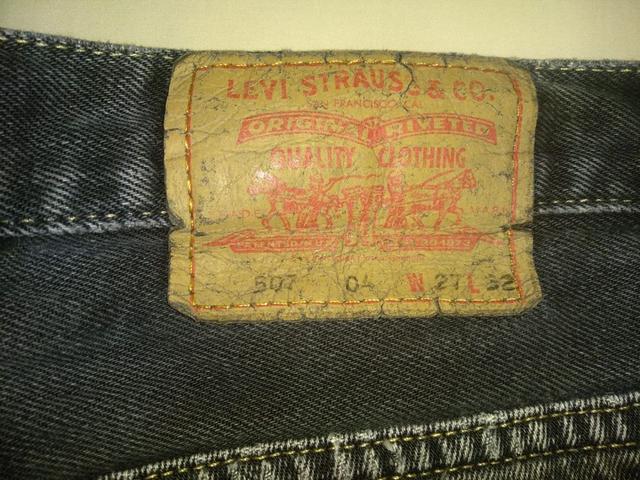 LEVI STRAUSS & CO.
SAN FRANCISCO, CAL
ORIGINAL RIVETED
QUALITY CLOTHING
507 04 W 27 L 32